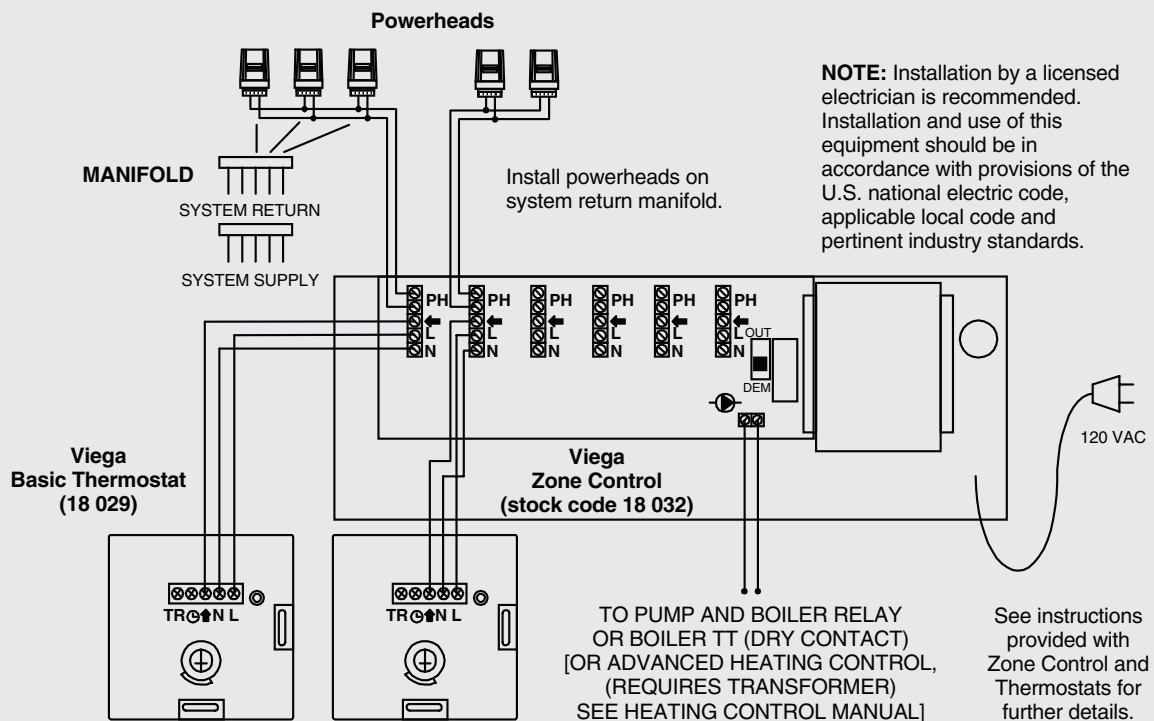 Powerheads
NOTE: Installation by a licensed
electrician is recommended.
Installation and use of this
equipment should be in
accordance with provisions of the
U.S. national electric code,
applicable local code and
pertinent industry standards.
MANIFOLD
SYSTEM RETURN
SYSTEM SUPPLY
Install powerheads on
system return manifold.
PH PH PH PH PH PH
L L L L L L
N N N N N N
OUT
DEM
120 VAC
Viega
Basic Thermostat
(18 029)
Viega
Zone Control
(stock code 18 032)
TR N L
TR N L
TO PUMP AND BOILER RELAY
OR BOILER TT (DRY CONTACT)
[OR ADVANCED HEATING CONTROL,
(REQUIRES TRANSFORMER)
SEE HEATING CONTROL MANUAL]
See instructions
provided with
Zone Control and
Thermostats for
further details.